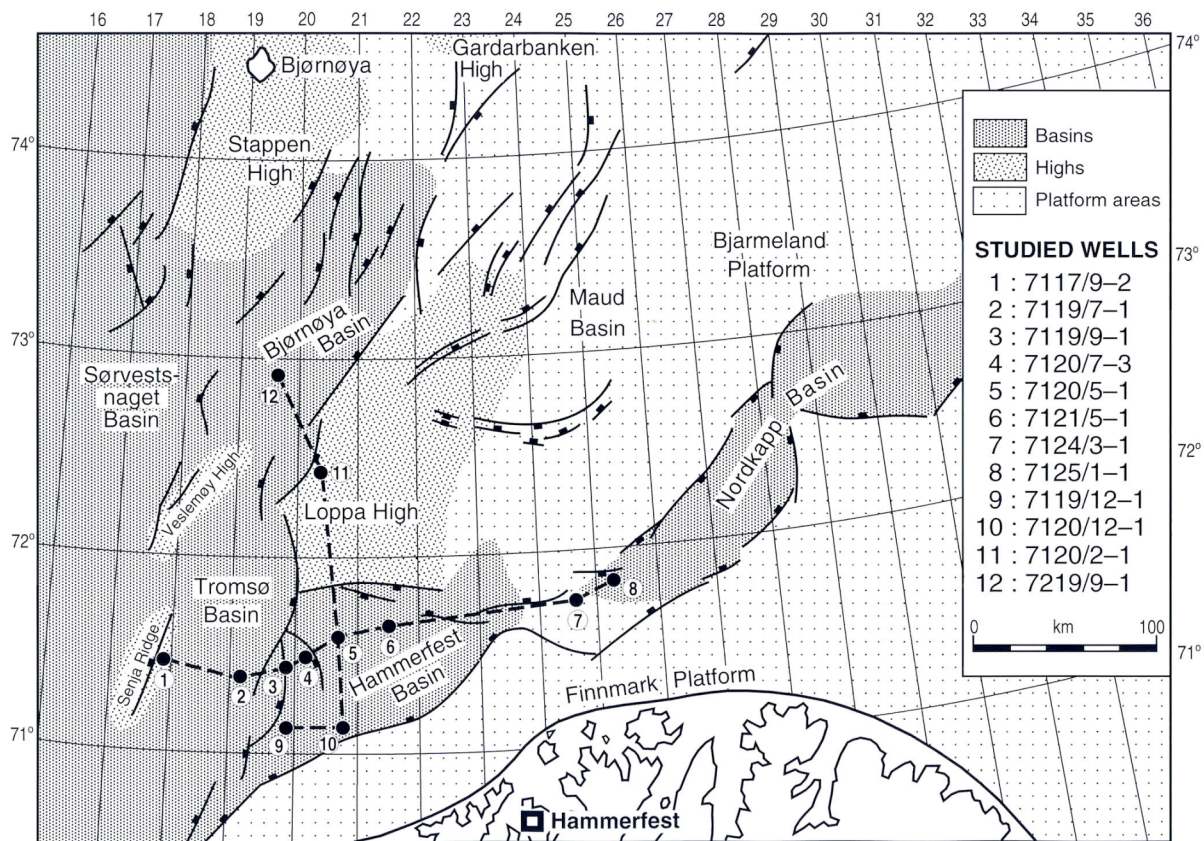 16 17 18 19 20 21 22 23 24 25 26 27 28 29 30 31 32 33 34 35 36
74°
Gardarbanken
High
Bjørnøya
Basins
Highs
Platform areas
74°
Stappen
High
STUDIED WELLS
1 : 7117/9–2
2 : 7119/7–1
3 : 7119/9–1
4 : 7120/7–3
5 : 7120/5–1
6 : 7121/5–1
7 : 7124/3–1
8 : 7125/1–1
9 : 7119/12–1
10 : 7120/12–1
11 : 7120/2–1
12 : 7219/9–1
0 km 100
73°
Bjarmeland
Platform
Maud
Basin
73°
Bjørnøya
Basin
Sørvests-
naget
Basin
12
Nordkapp Basin
72°
11
Veslemøy High
Loppa High
72°
Tromsø
Basin
8
7
71°
Senja Ridge
1
2
3
4
5
6
Hammerfest
Basin
Finnmark Platform
71°
9
10
Hammerfest